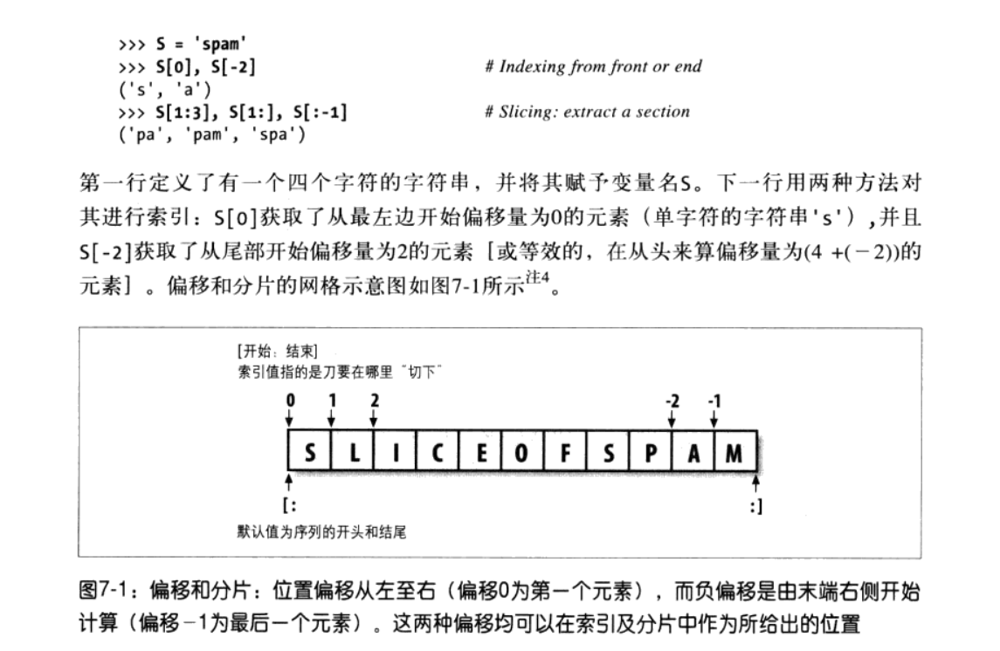 >>> S = 'spam'
>>> S[0], S[-2] # Indexing from front or end
('s', 'a')
>>> S[1:3], S[1:], S[:-1] # Slicing: extract a section
('pa', 'pam', 'spa')
第一行定义了有一个四个字符的字符串，并将其赋予变量名S。下一行用两种方法对
其进行索引：S[0]获取了从最左边开始偏移量为0的元素（单字符的字符串's'）,并且
S[-2]获取了从尾部开始偏移量为2的元素［或等效的，在从头来算偏移量为(4 +(－2))的
元素］。偏移和分片的网格示意图如图7-1所示注4。
[开始：结束]
索引值指的是刀要在哪里“切下”
0 1 2 -2 -1
S L I C E O F S P A M
[: :]
默认值为序列的开头和结尾
图7-1：偏移和分片：位置偏移从左至右（偏移0为第一个元素），而负偏移是由末端右侧开始
计算（偏移－1为最后一个元素）。这两种偏移均可以在索引及分片中作为所给出的位置